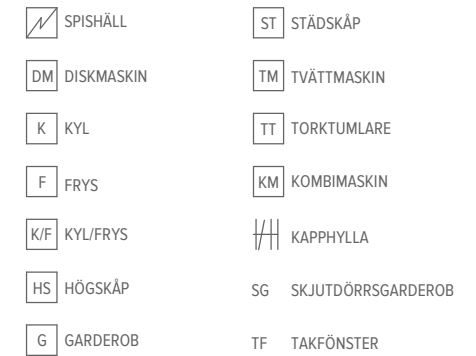 SPISHÄLL
DM DISKMASKIN
K KYL
F FRYS
K/F KYL/FRYS
HS HÖGSKÅP
G GARDEROB
ST STÄDSKÅP
TM TVÄTTMASKIN
TT TORKTUMLARE
KM KOMBIMASKIN
KAPPHYLLA
SG SKJUTDÖRRSGARDEROB
TF TAKFÖNSTER